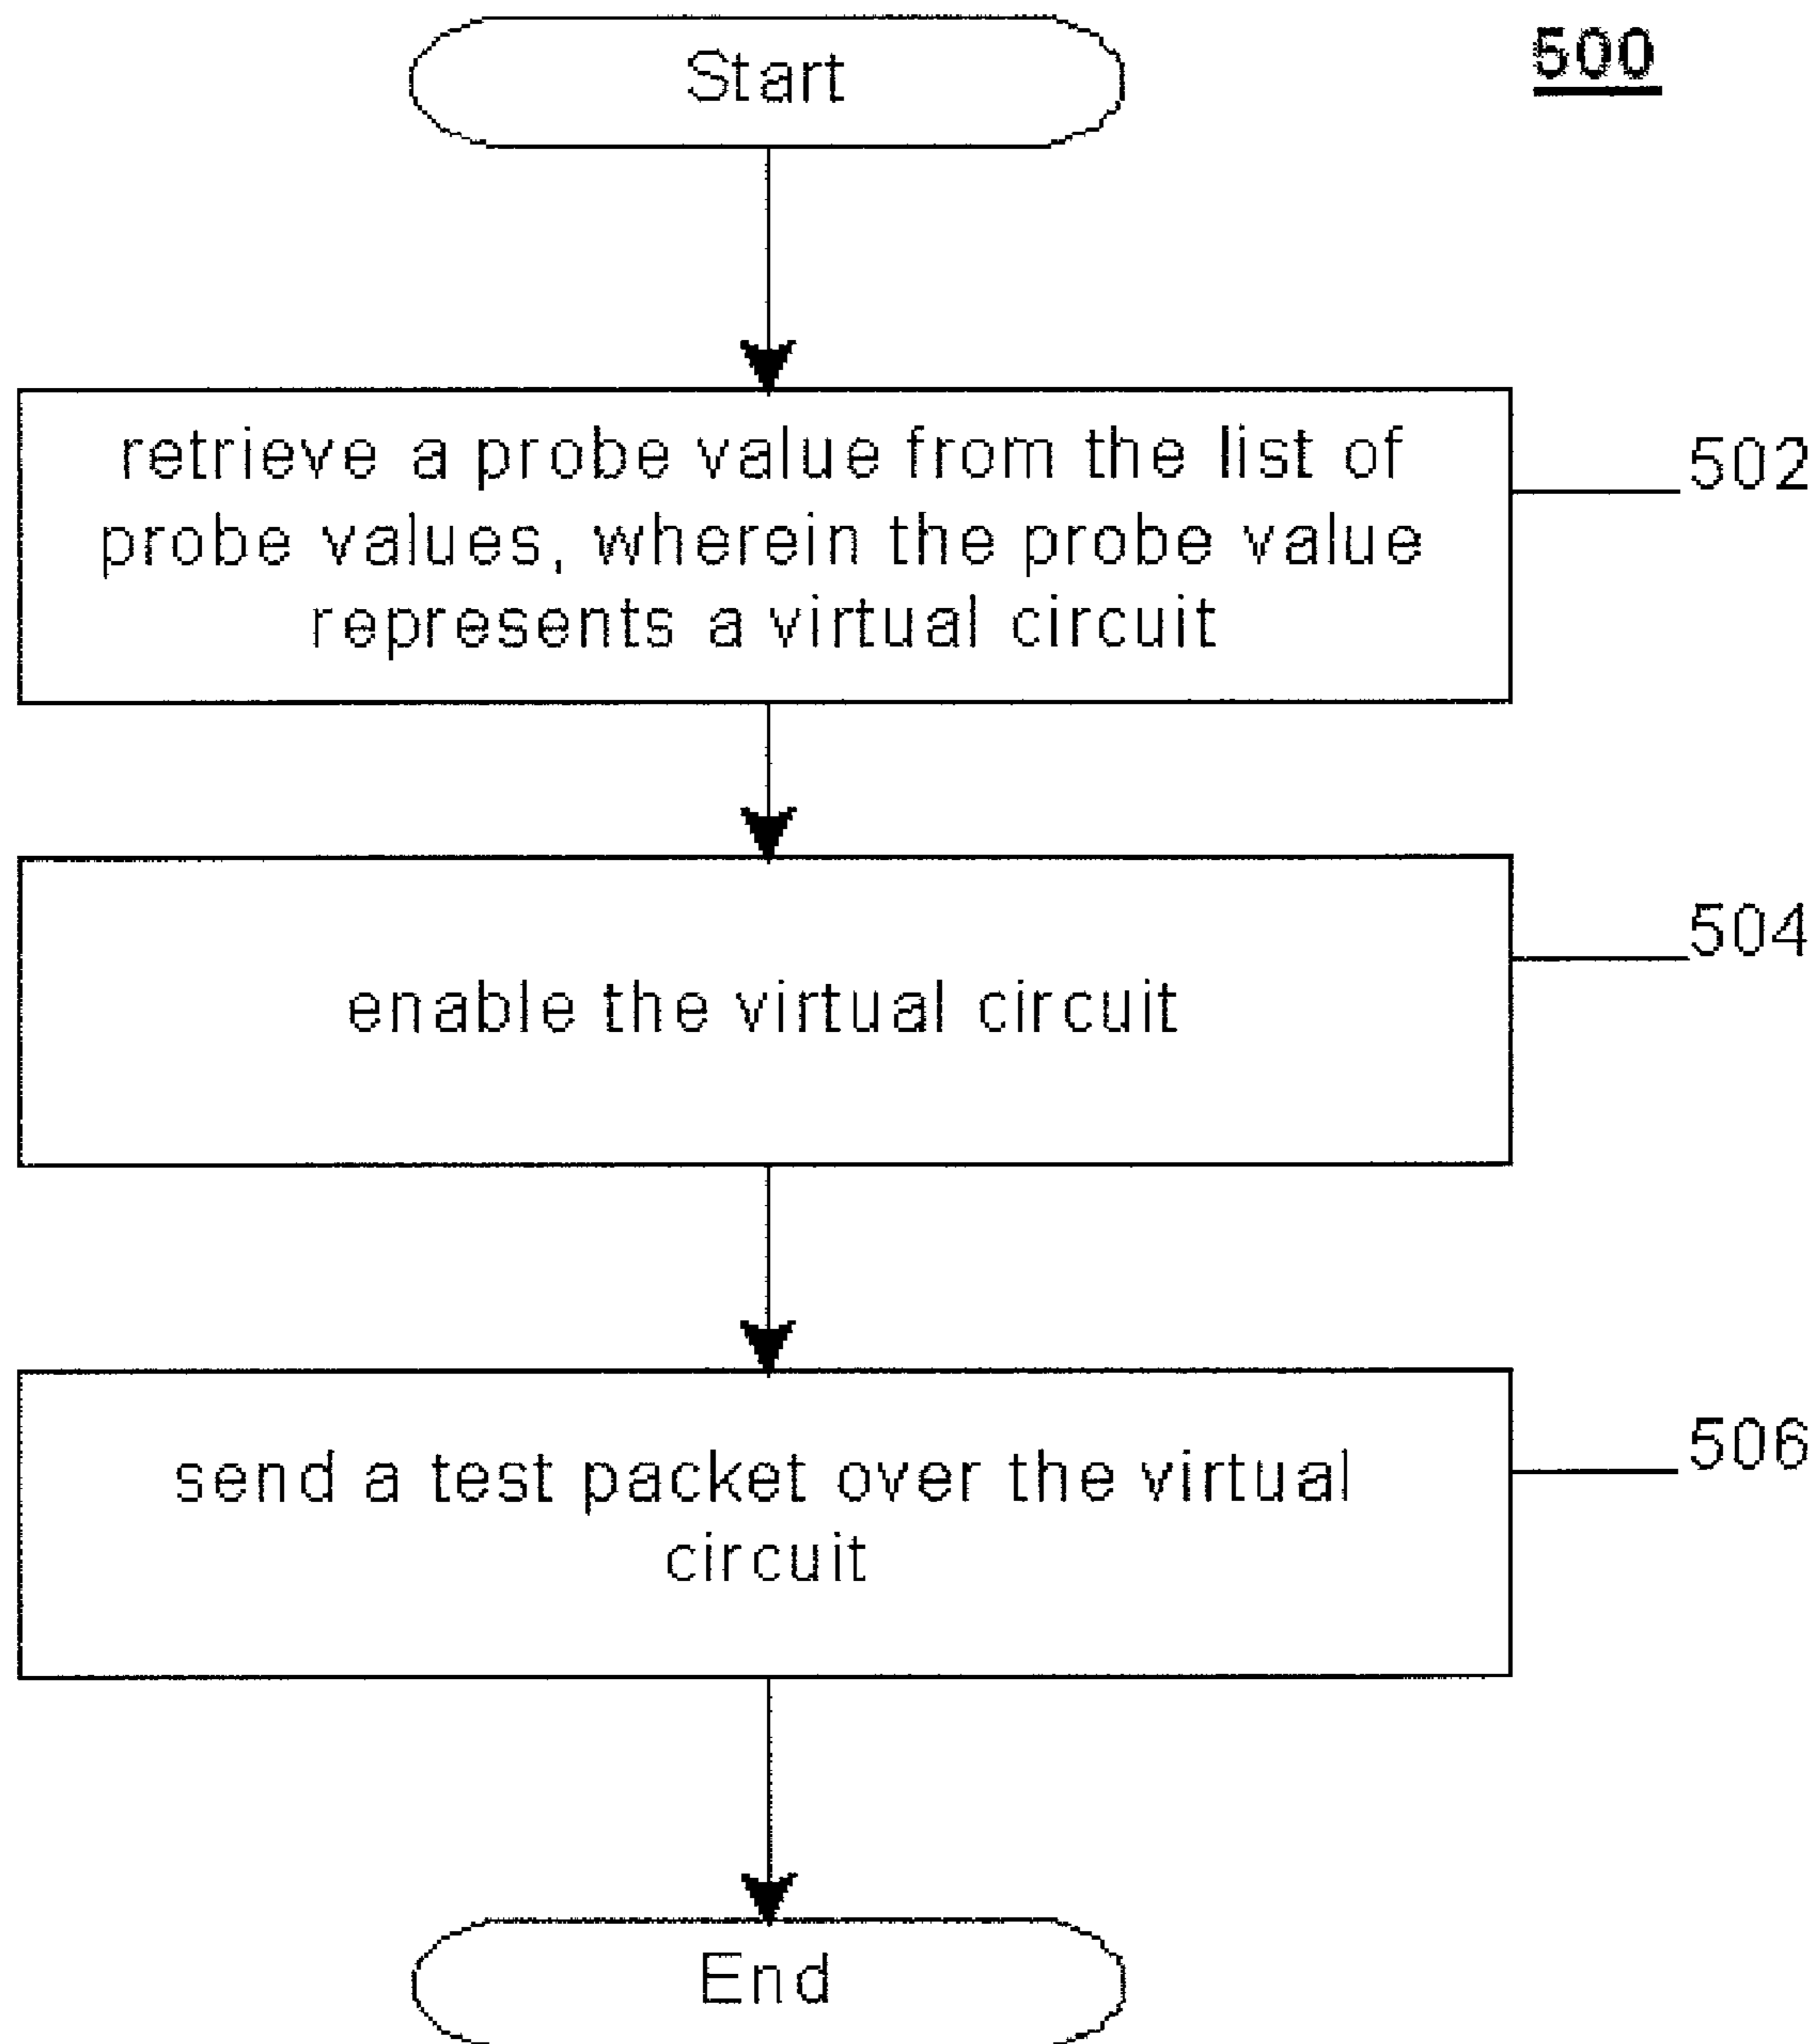 Start
500
retrieve a probe value from the list of
probe values, wherein the probe value
represents a virtual circuit
502
enable the virtual circuit
504
send a test packet over the virtual
circuit
506
End